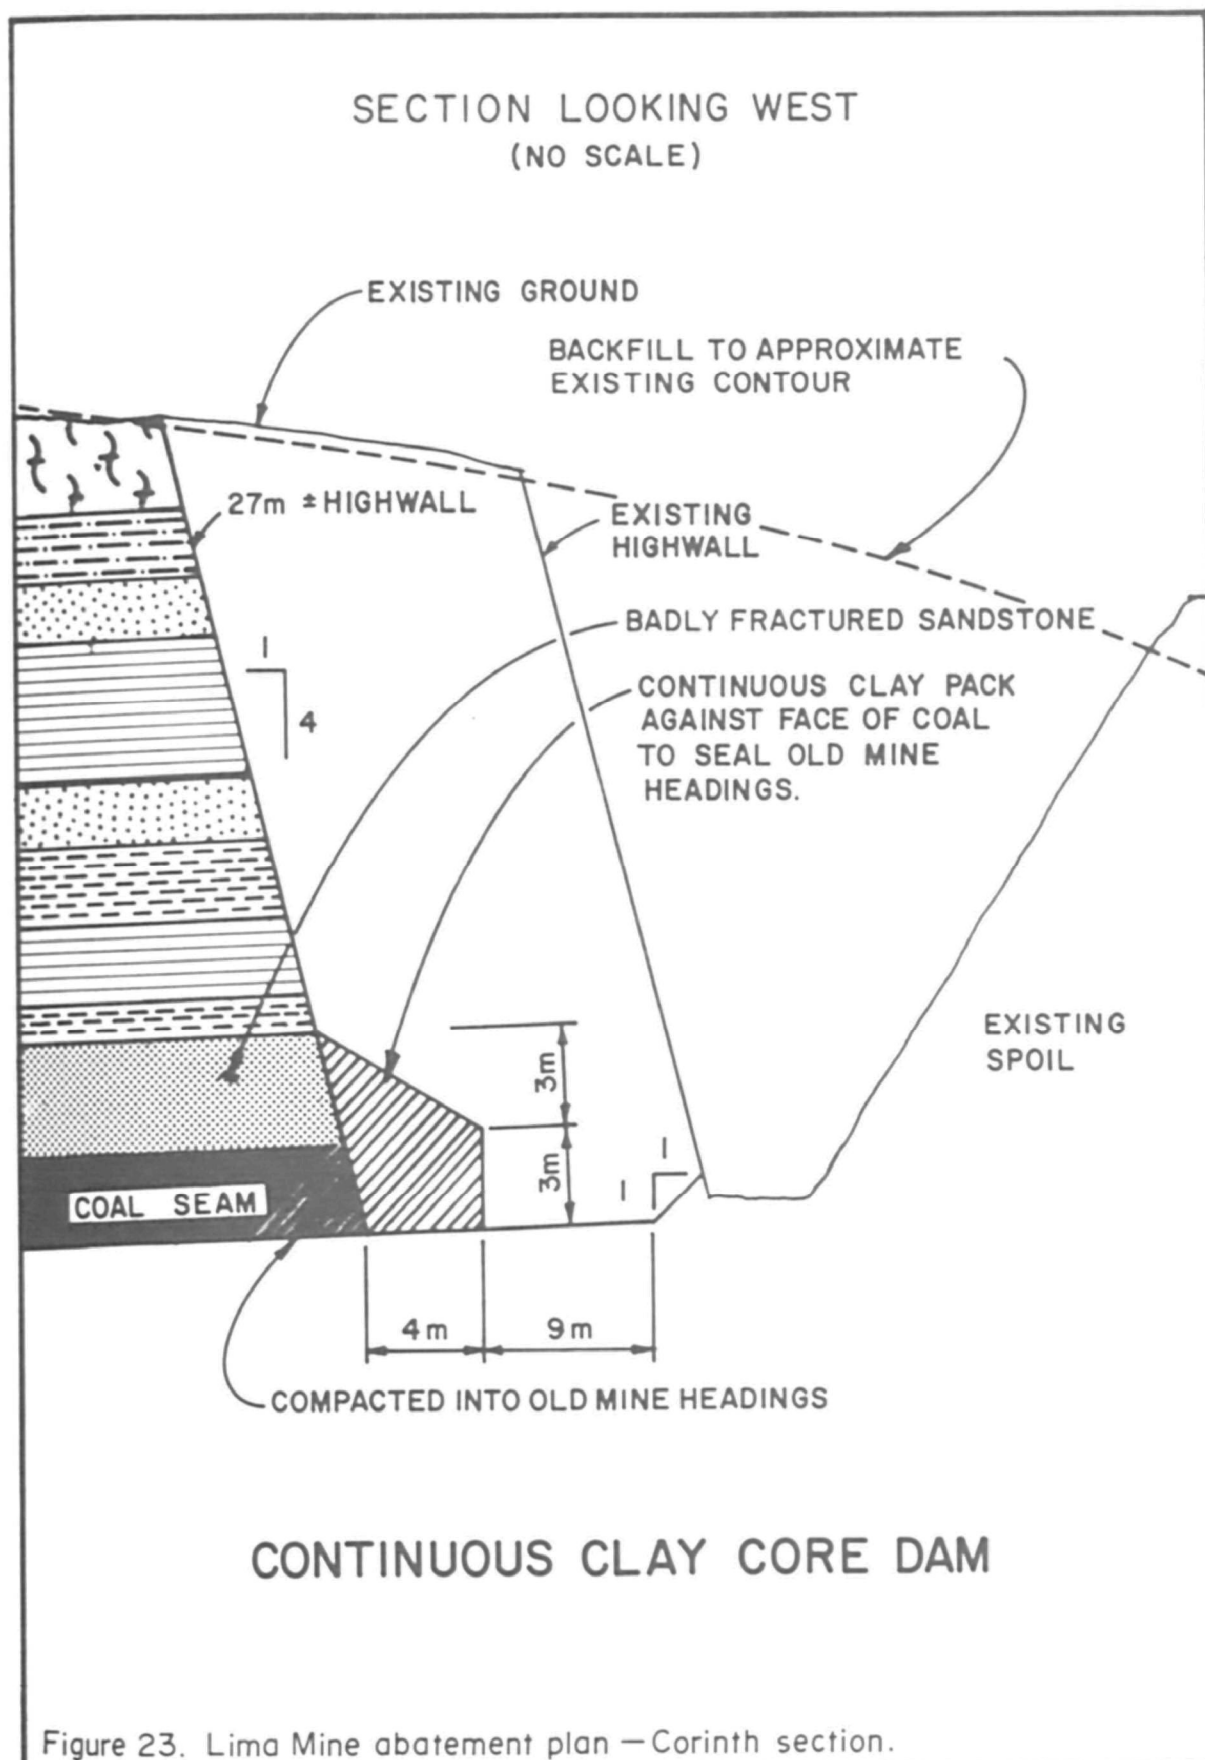 SECTION LOOKING WEST
(NO SCALE)
EXISTING GROUND
BACKFILL TO APPROXIMATE
EXISTING CONTOUR
27m ± HIGHWALL
EXISTING
HIGHWALL
BADLY FRACTURED SANDSTONE
1
4
CONTINUOUS CLAY PACK
AGAINST FACE OF COAL
TO SEAL OLD MINE
HEADINGS.
EXISTING
SPOIL
3m
3m
1
1
COAL SEAM
4m
9m
COMPACTED INTO OLD MINE HEADINGS
CONTINUOUS CLAY CORE DAM
Figure 23. Lima Mine abatement plan — Corinth section.